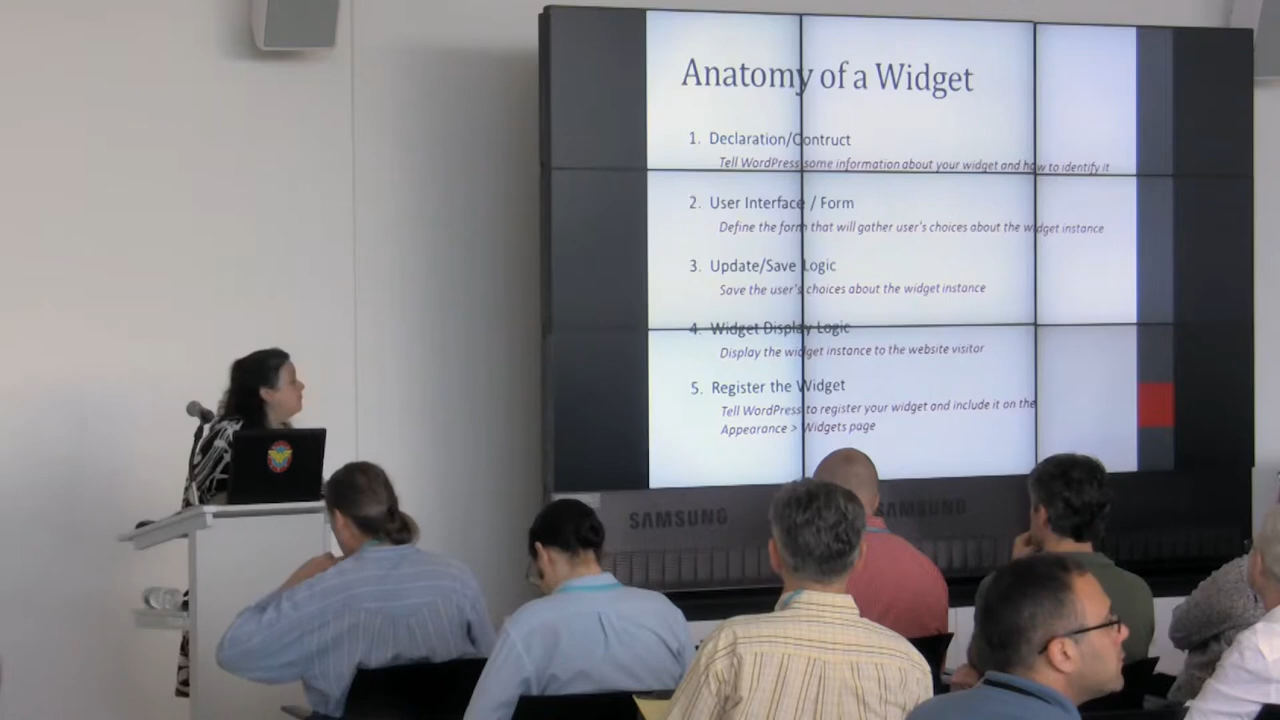 Anatomy of a Widget
1. Declaration/Contruct
Tell WordPress some information about your widget and how to identify it
2. User Interface / Form
Define the form that will gather user's choices about the widget instance
3. Update/Save Logic
Save the user's choices about the widget instance
4. Widget Display Logic
Display the widget instance to the website visitor
5. Register the Widget
Tell WordPress to register your widget and include it on the
Appearance > Widgets page
SAMSUNG
SAMSUNG